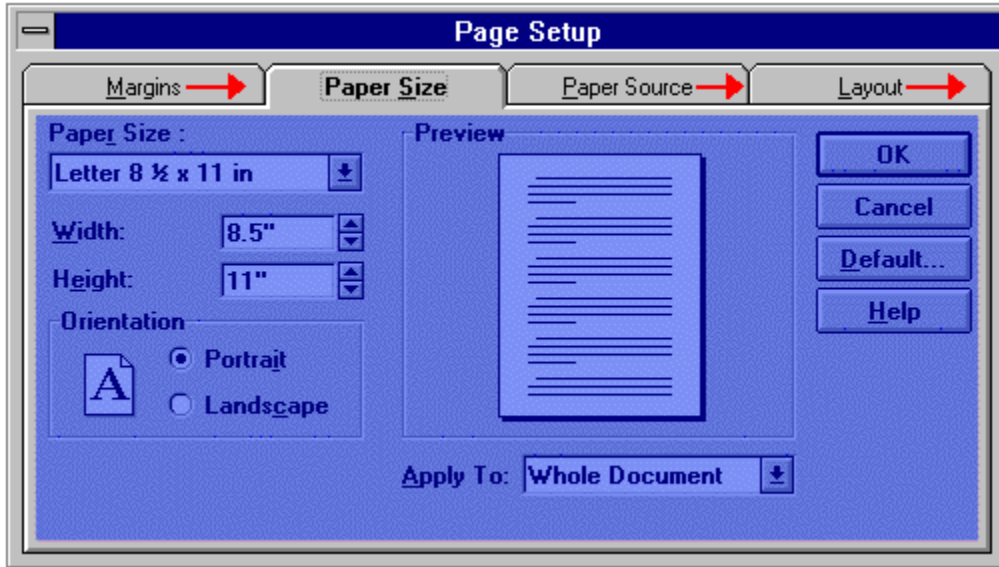 Page Setup
Margins Paper Size Paper Source Layout
Paper Size :
Letter 8 ½ x 11 in
Width: 8.5"
Height: 11"
Orientation
A
Portrait
Landscape
Preview
Apply To: Whole Document
OK
Cancel
Default...
Help